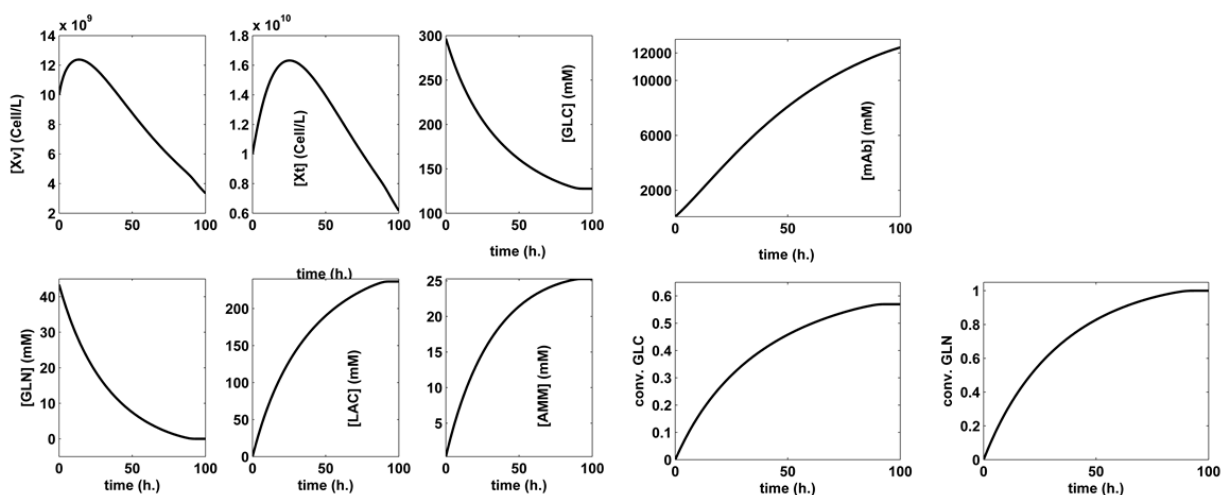 x 10⁹
14
12
10
8
6
4
2
0 50 100
[Xv] (Cell/L)
x 10¹⁰
1.8
1.6
1.4
1.2
1.0
0.8
0.6
0 50 100
[Xt] (Cell/L)
time (h.)
300
250
200
150
100
0 50 100
[GLC] (mM)
time (h.)
12000
10000
6000
2000
0 50 100
[mAb] (mM)
time (h.)
40
30
20
10
0
0 50 100
[GLN] (mM)
time (h.)
200
150
100
50
0
0 50 100
[LAC] (mM)
time (h.)
25
20
15
10
5
0 50 100
[AMM] (mM)
time (h.)
0.6
0.5
0.4
0.3
0.2
0.1
0
0 50 100
conv. GLC
time (h.)
1
0.8
0.6
0.4
0.2
0
0 50 100
conv. GLN
time (h.)